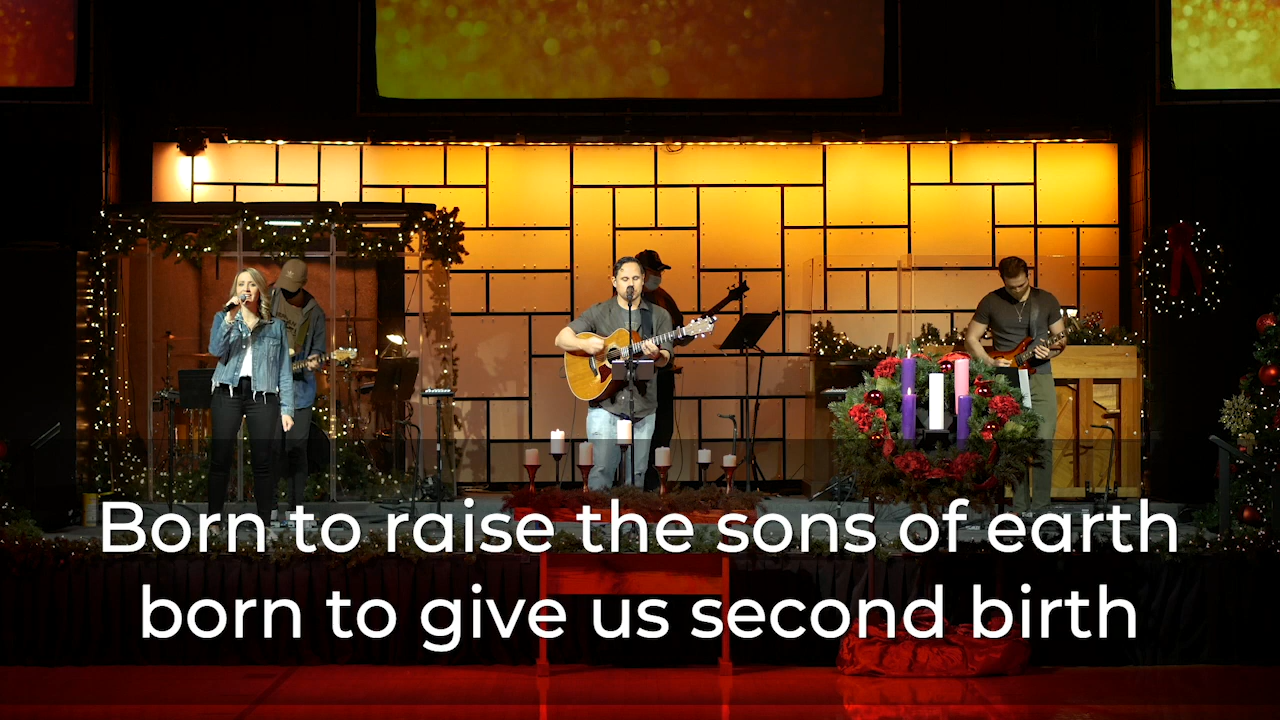 Born to raise the sons of earth
born to give us second birth